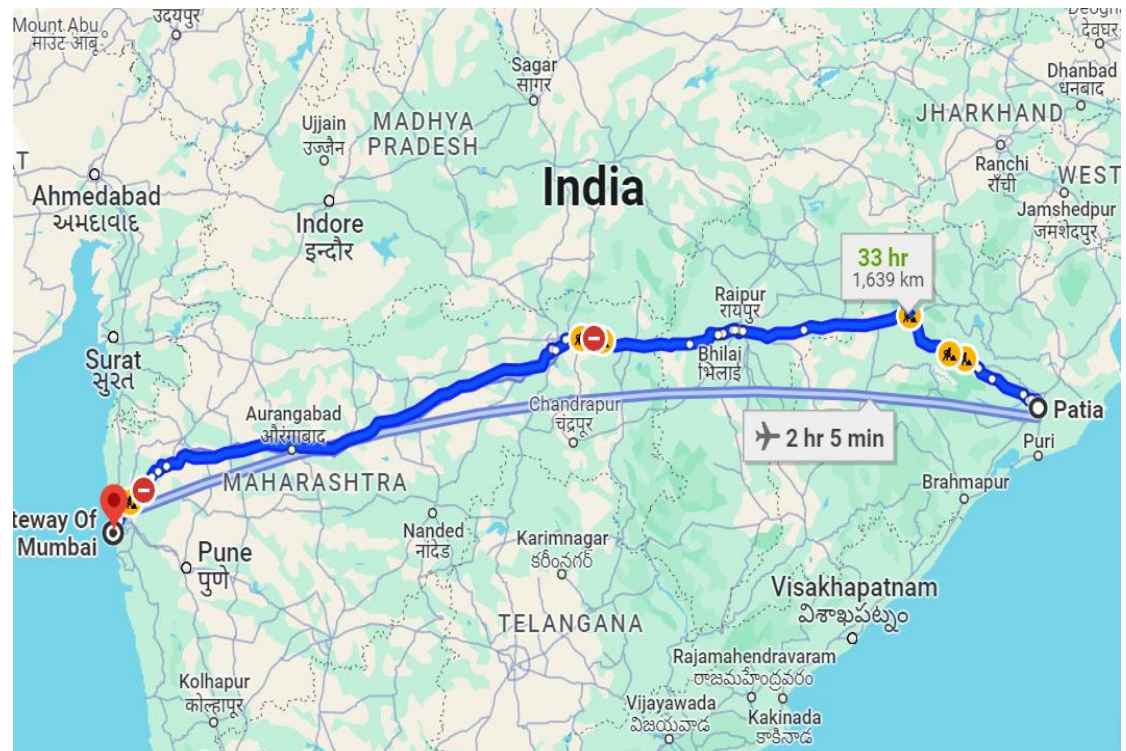 उदयपुर
Mount Abu
माउंट आबू
देवघर
Sagar
सागर
Dhanbad
धनबाद
Ujjain
उज्जैन
MADHYA
PRADESH
JHARKHAND
Ranchi
राँची
WEST
AT
Ahmedabad
અમદાવાદ
Indore
इन्दौर
India
Jamshedpur
जमशेदपुर
33 hr
1,639 km
Raipur
रायपुर
Surat
સુરત
Bhilai
भिलाई
Aurangabad
औरंगाबाद
Chandrapur
चंद्रपूर
Patia
2 hr 5 min
Puri
MAHARASHTRA
Brahmapur
teway Of
Mumbai
Nanded
नांदेड
Karimnagar
కరీంనగర్
Pune
पुणे
Visakhapatnam
విశాఖపట్నం
TELANGANA
Rajamahendravaram
రాజమహేంద్రవరం
Kolhapur
कोल्हापूर
Vijayawada
విజయవాడ
Kakinada
కాకినాడ